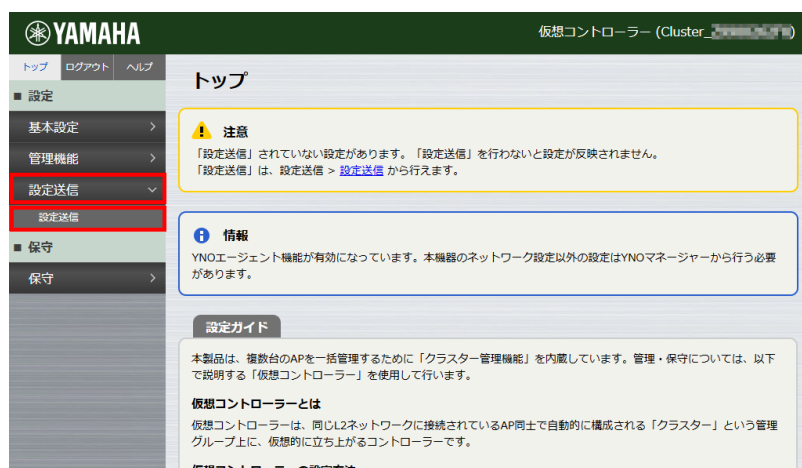 YAMAHA
仮想コントローラー (Cluster_ )
トップ ログアウト ヘルプ
■ 設定
基本設定
管理機能
設定送信
設定送信
■ 保守
保守
トップ
注意
「設定送信」されていない設定があります。「設定送信」を行わないと設定が反映されません。
「設定送信」は、設定送信 > 設定送信 から行えます。
情報
YNOエージェント機能が有効になっています。本機器のネットワーク設定以外の設定はYNOマネージャーから行う必要
があります。
設定ガイド
本製品は、複数台のAPを一括管理するために「クラスター管理機能」を内蔵しています。管理・保守については、以下
で説明する「仮想コントローラー」を使用して行います。
仮想コントローラーとは
仮想コントローラーは、同じL2ネットワークに接続されているAP同士で自動的に構成される「クラスター」という管理
グループ上に、仮想的に立ち上がるコントローラーです。
仮想コントローラーの設定方法